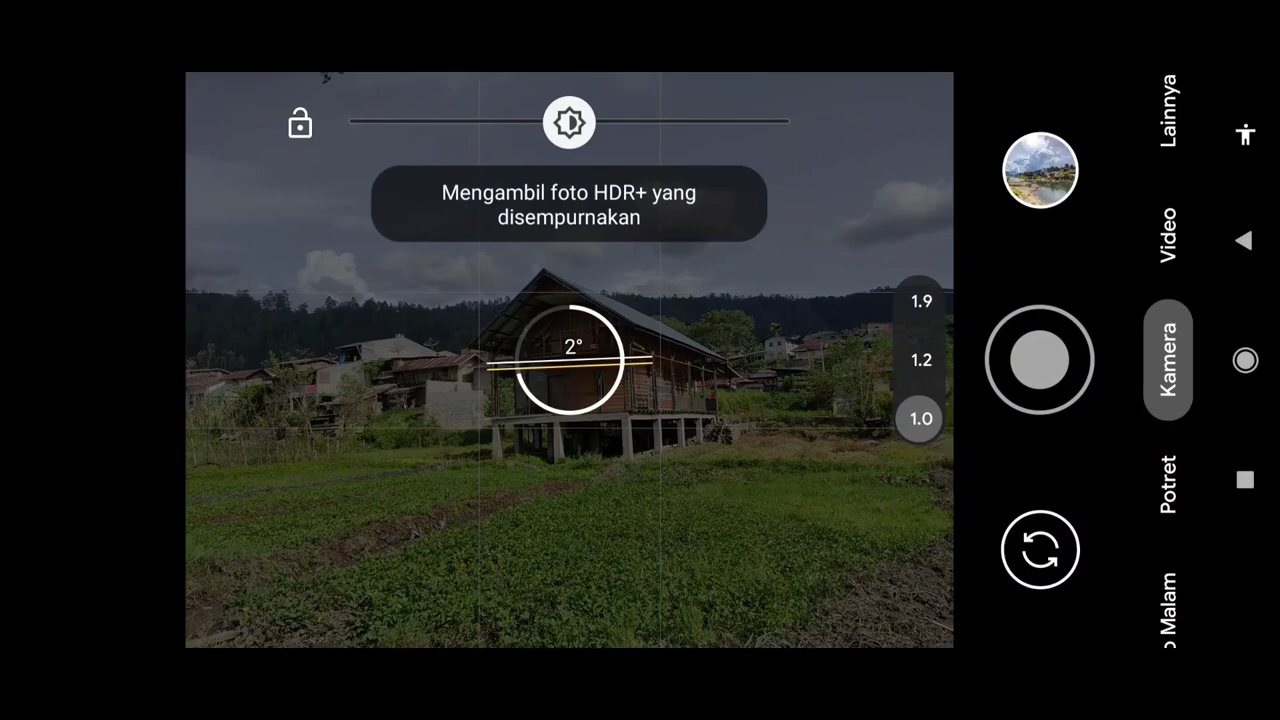 Mengambil foto HDR+ yang
disempurnakan
2°
1.9
1.2
1.0
Lainnya
Video
Kamera
Potret
Malam